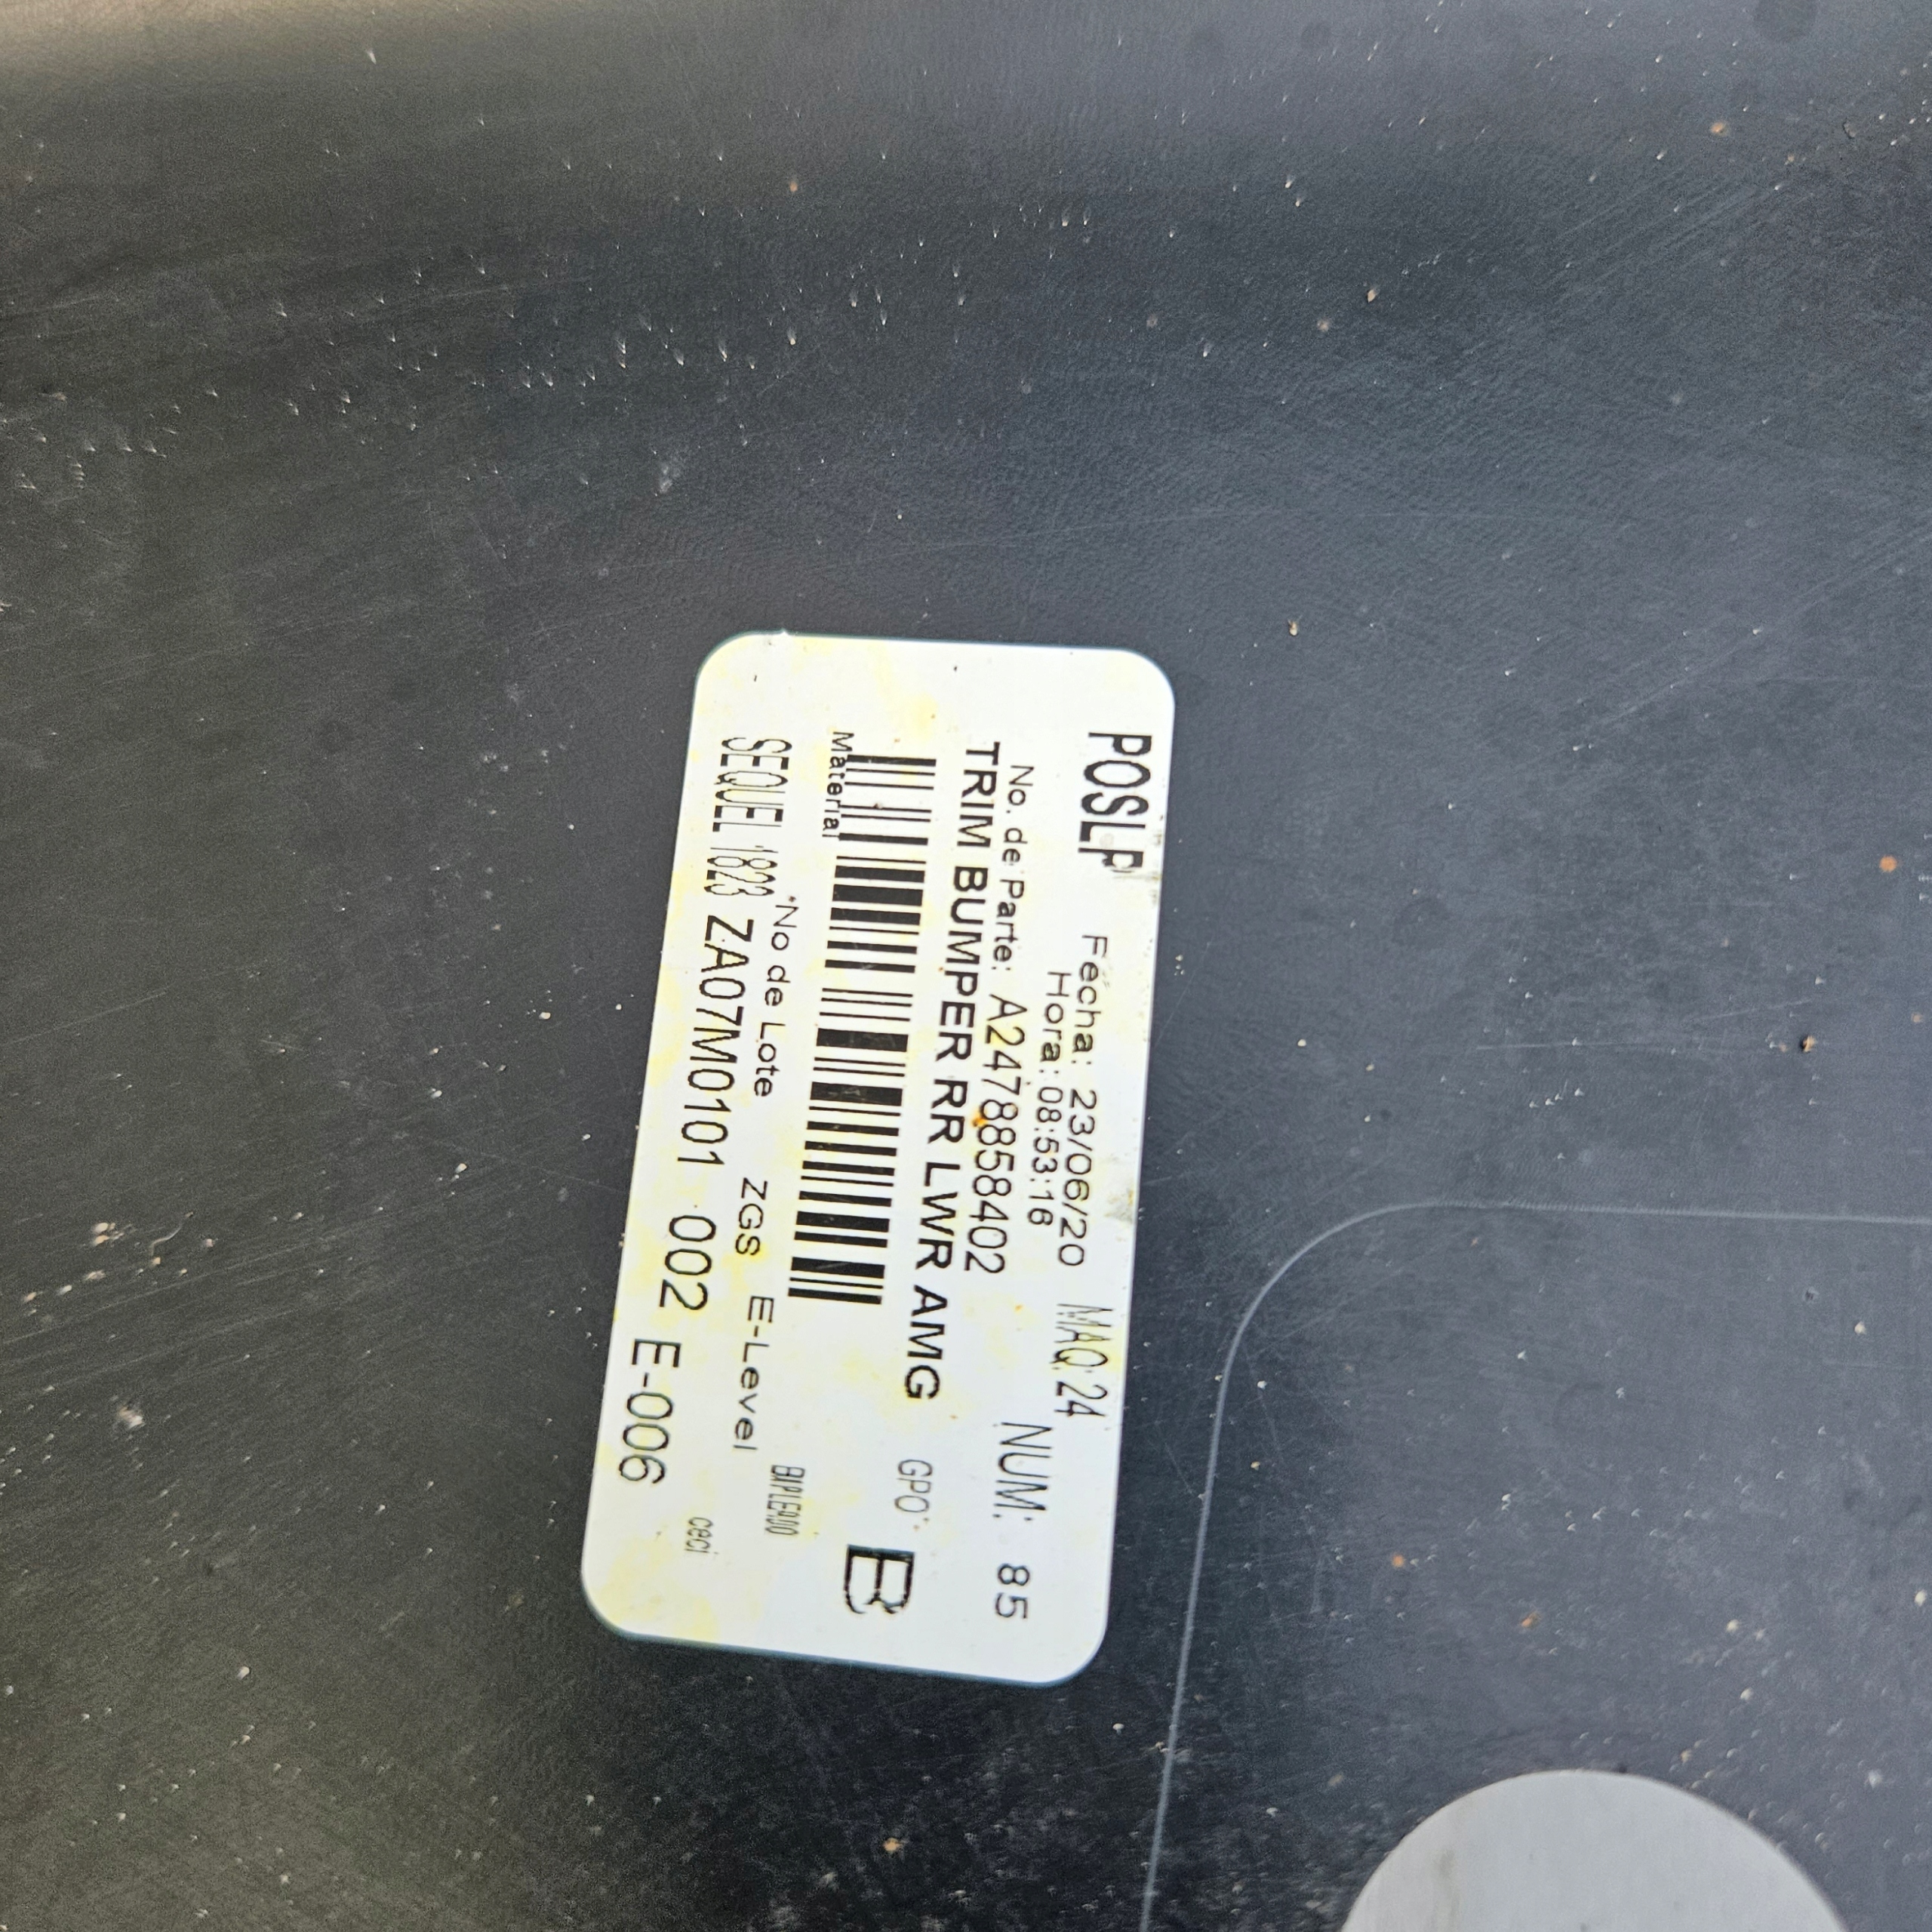 POSLP Fecha: 23/06/20 MAQ.24
Hora: 08:53:16
No. de Parte: A2478858402 NUM: 85
TRIM BUMPER RR LWR AMG
GPO: B
Material *No de Lote ZGS E-Level
SEQUEL 1823 ZA07M0101 002 E-006
ceci